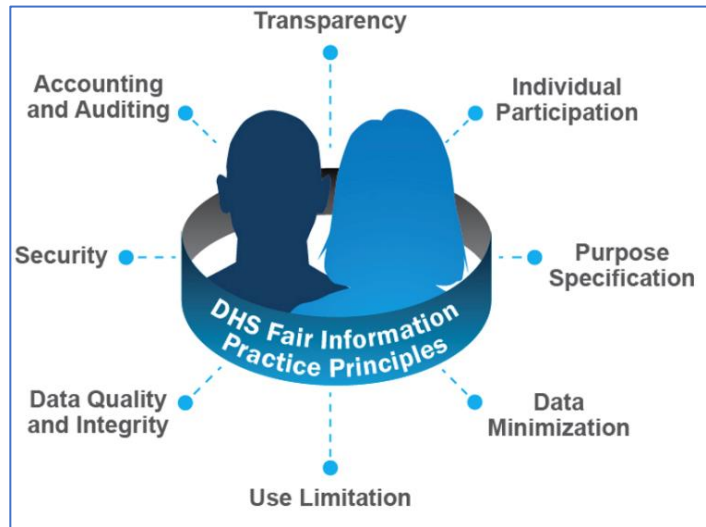 Transparency
Accounting
and Auditing
Individual
Participation
Security
Purpose
Specification
DHS Fair Information
Practice Principles
Data Quality
and Integrity
Data
Minimization
Use Limitation